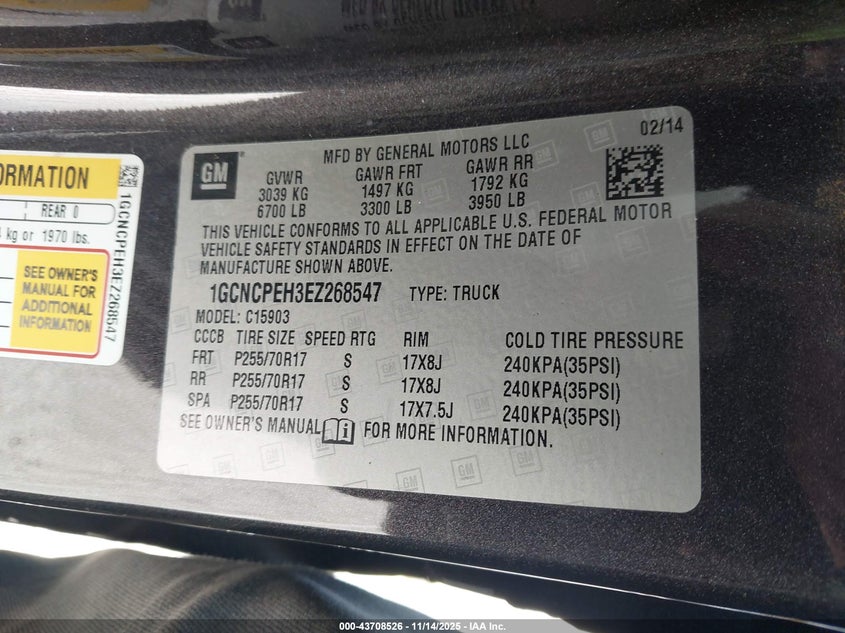 ORMATION
REAR 0
kg or 1970 lbs.
SEE OWNER'S
MANUAL FOR
ADDITIONAL
INFORMATION
1GCNCPEH3EZ268547
02/14
MFD BY GENERAL MOTORS LLC
GM
GVWR GAWR FRT GAWR RR
3039 KG 1497 KG 1792 KG
6700 LB 3300 LB 3950 LB
THIS VEHICLE CONFORMS TO ALL APPLICABLE U.S. FEDERAL MOTOR
VEHICLE SAFETY STANDARDS IN EFFECT ON THE DATE OF
MANUFACTURE SHOWN ABOVE.
1GCNCPEH3EZ268547 TYPE: TRUCK
MODEL: C15903
CCCB TIRE SIZE SPEED RTG RIM COLD TIRE PRESSURE
FRT P255/70R17 S 17X8J 240KPA(35PSI)
RR P255/70R17 S 17X8J 240KPA(35PSI)
SPA P255/70R17 S 17X7.5J 240KPA(35PSI)
SEE OWNER'S MANUAL FOR MORE INFORMATION.
000-43708526 - 11/14/2025 - IAA Inc.